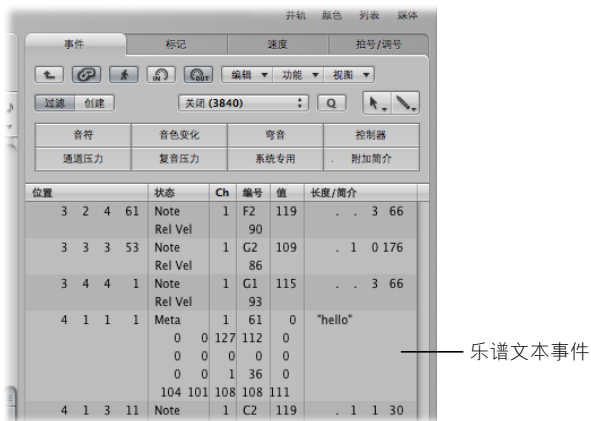 并轨 颜色 列表 媒体
事件 标记 速度 拍号/调号
IN OUT 编辑 功能 视图
过滤 创建 关闭 (3840) Q
音符 音色变化 弯音 控制器
通道压力 复音压力 系统专用 附加简介
位置 状态 Ch 编号 值 长度/简介
3 2 4 61 Note 1 F2 119 . . 3 66
Rel Vel 90
3 3 3 53 Note 1 G2 109 . 1 0 176
Rel Vel 86
3 4 4 1 Note 1 G1 115 . . 3 66
Rel Vel 93
4 1 1 1 Meta 1 61 0 "hello"
0 0 127 112 0
0 0 0 0 0
0 0 1 36 0
104 101 108 108 111
4 1 3 11 Note 1 C2 119 . 1 1 30
乐谱文本事件